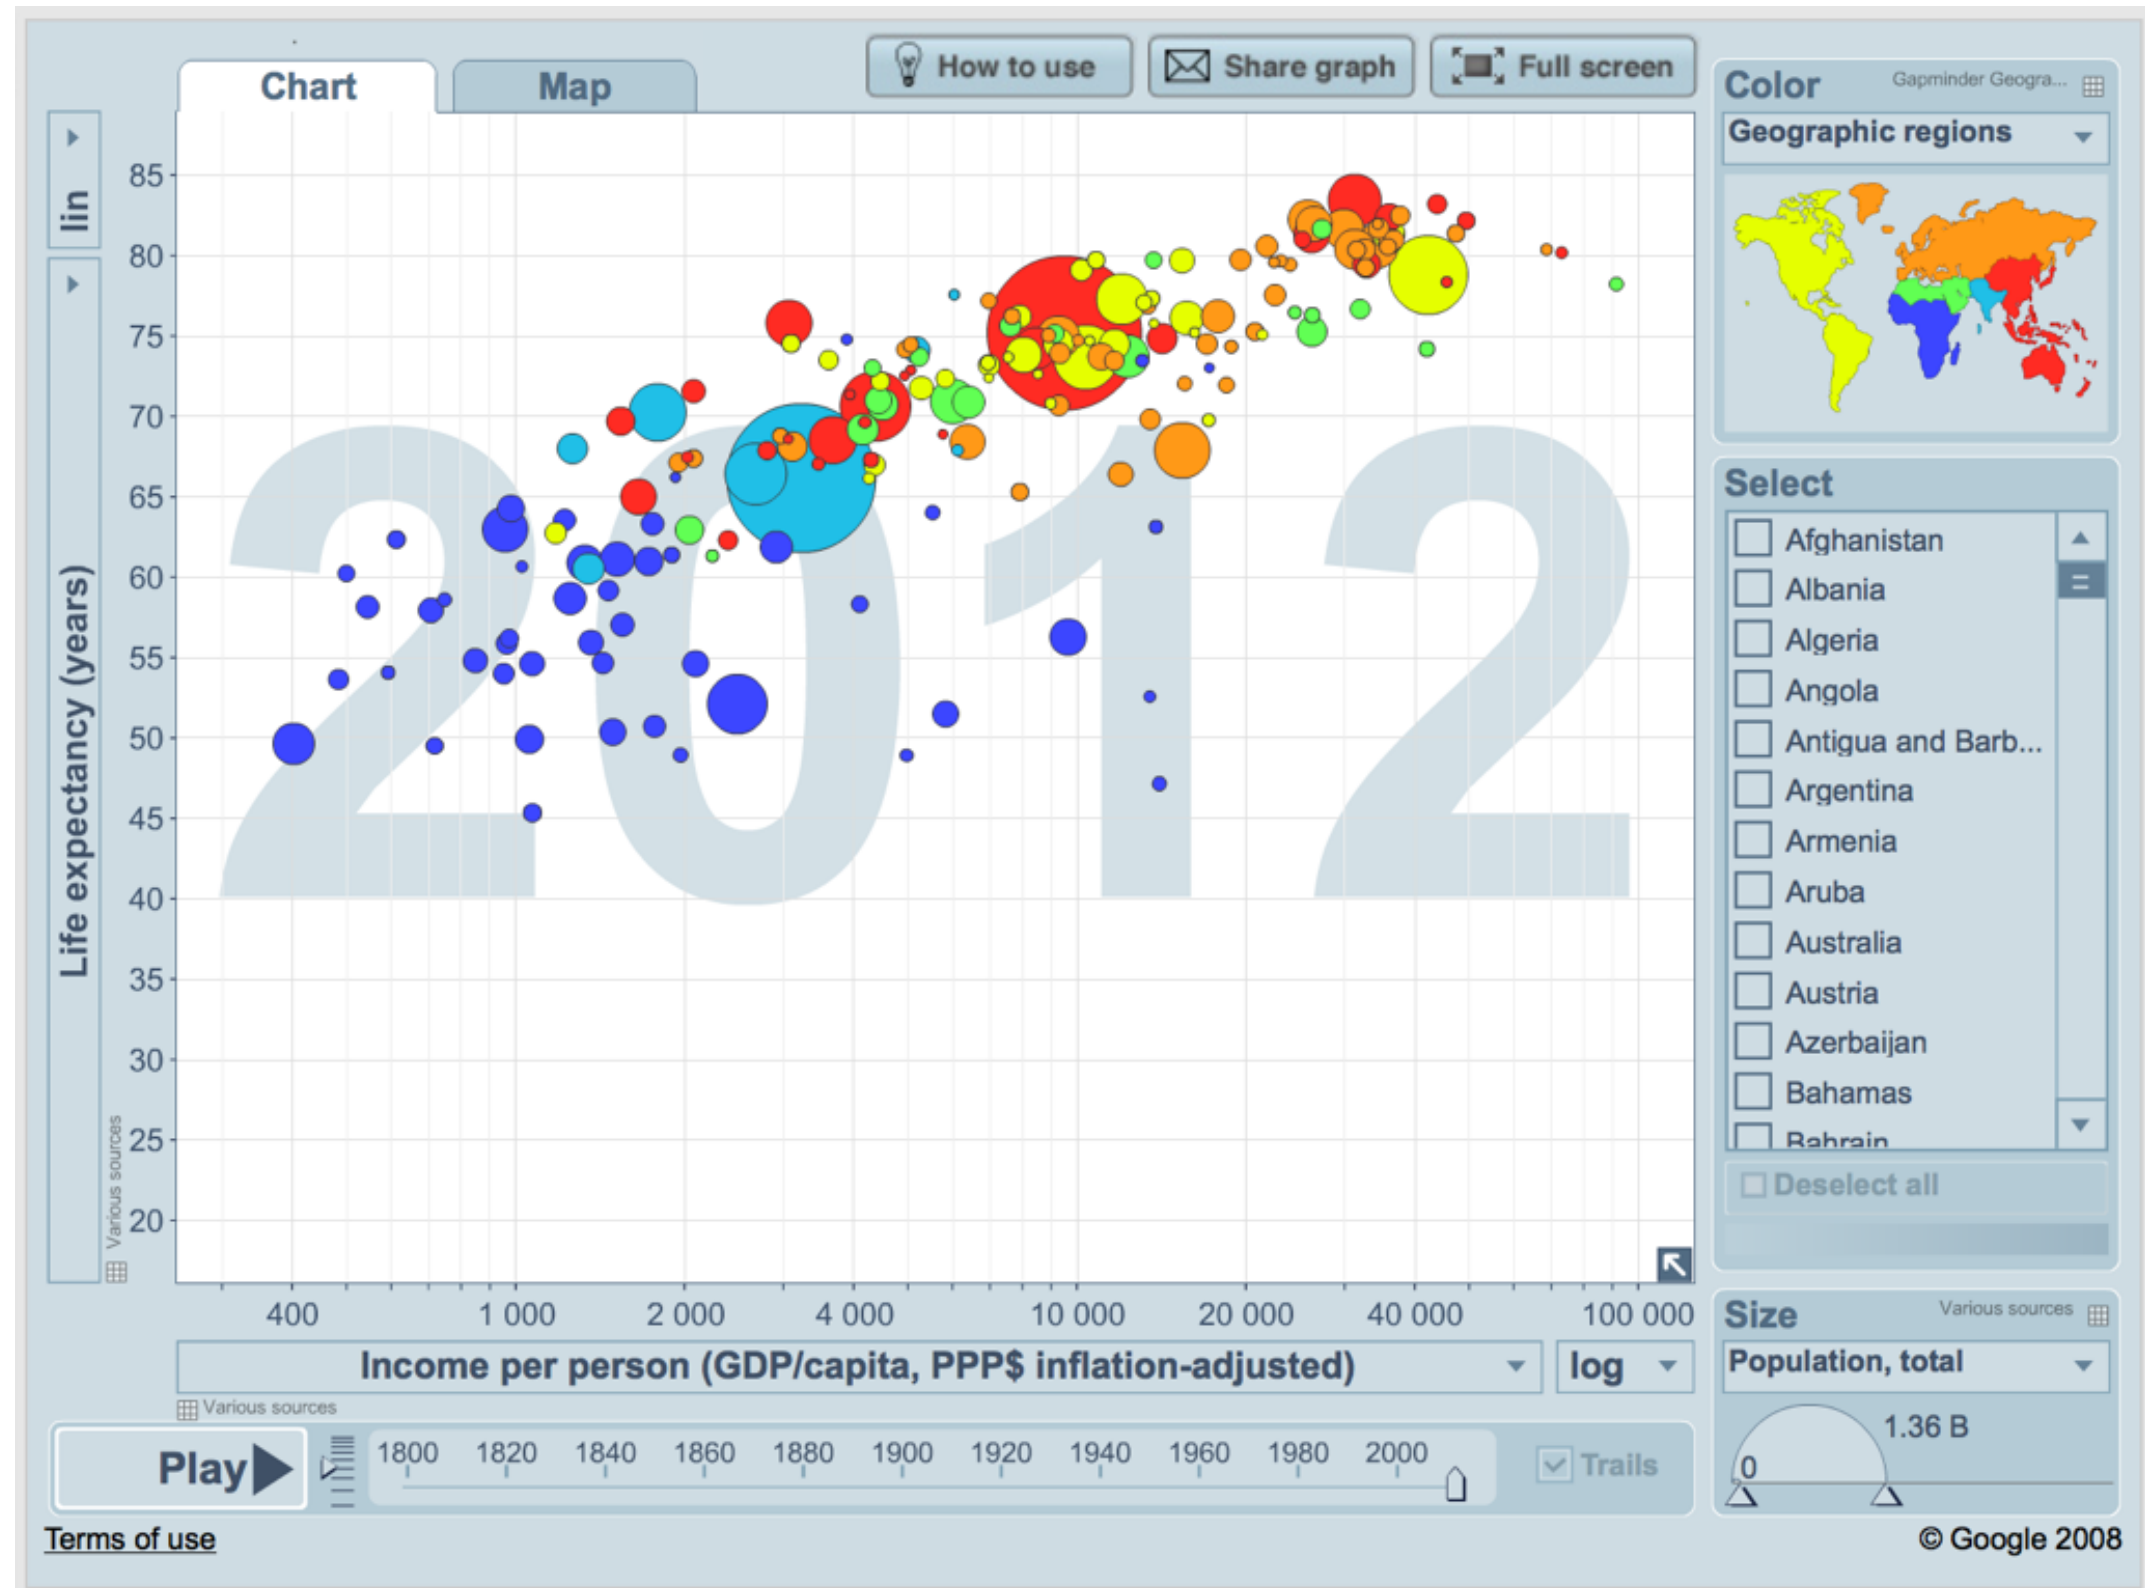 How to use
Share graph
Full screen
Chart
Map
Color
Gapminder Geogra...
Geographic regions
lin
Life expectancy (years)
Various sources
85
80
75
70
65
60
55
50
45
40
35
30
25
20
2012
400
1 000
2 000
4 000
10 000
20 000
40 000
100 000
Income per person (GDP/capita, PPP$ inflation-adjusted)
log
Various sources
Select
Afghanistan
Albania
Algeria
Angola
Antigua and Barb...
Argentina
Armenia
Aruba
Australia
Austria
Azerbaijan
Bahamas
Bahrain
Deselect all
Size
Various sources
Population, total
1.36 B
0
Play
1800 1820 1840 1860 1880 1900 1920 1940 1960 1980 2000
Trails
Terms of use
© Google 2008